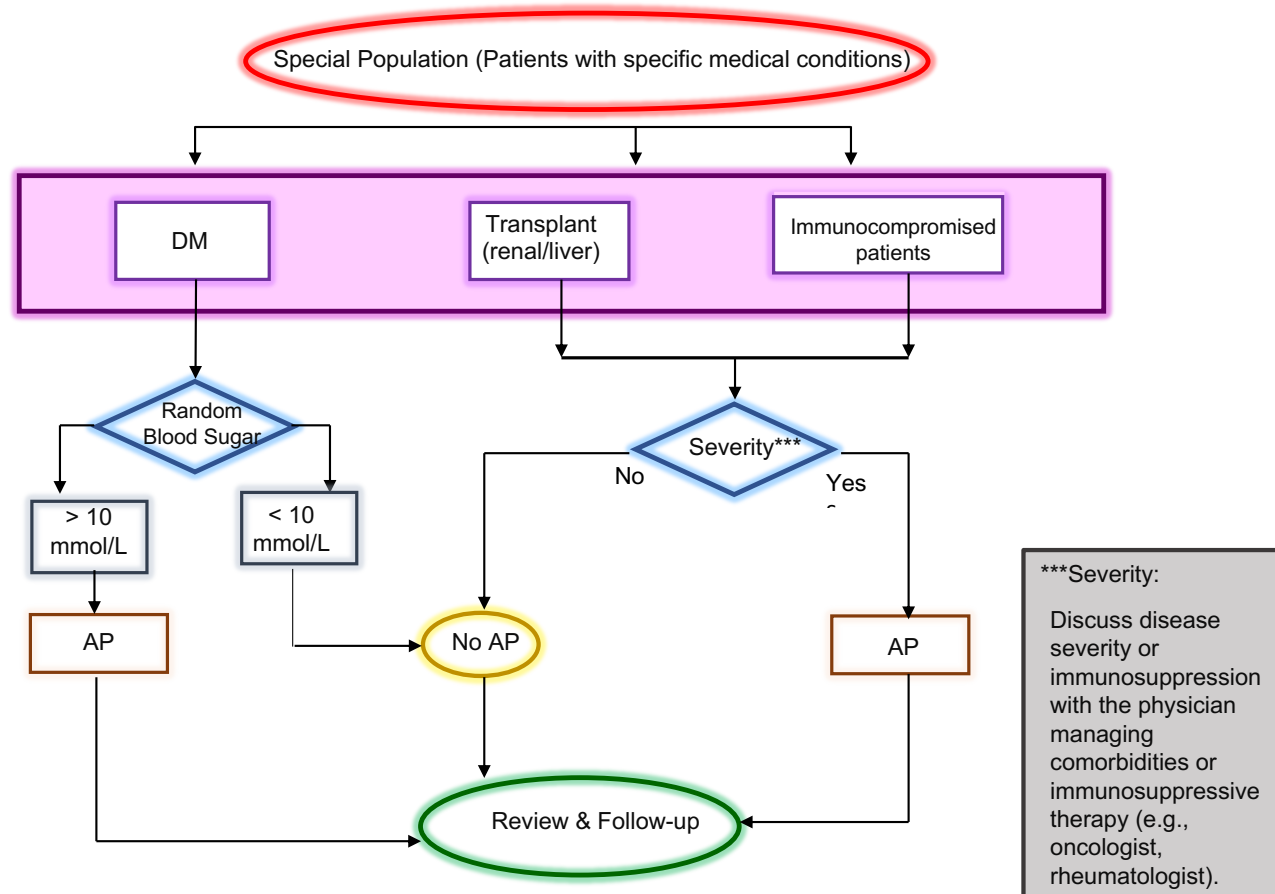 Special Population (Patients with specific medical conditions)
DM
Transplant
(renal/liver)
Immunocompromised
patients
Random
Blood Sugar
Severity***
No
Yes
> 10
mmol/L
< 10
mmol/L
AP
No AP
AP
Review & Follow-up
***Severity:
Discuss disease
severity or
immunosuppression
with the physician
managing
comorbidities or
immunosuppressive
therapy (e.g.,
oncologist,
rheumatologist).